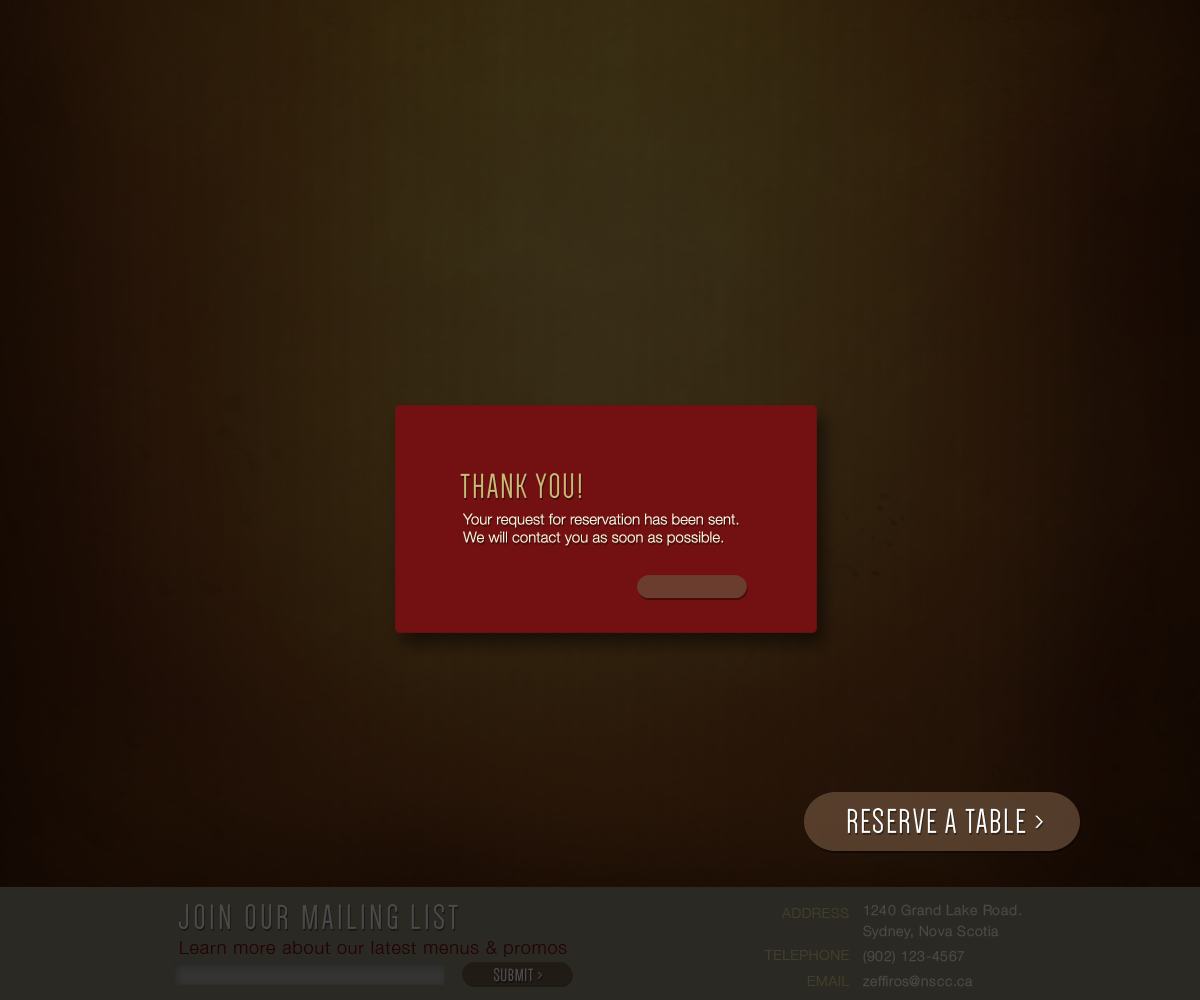 THANK YOU!
Your request for reservation has been sent.
We will contact you as soon as possible.
RESERVE A TABLE >
JOIN OUR MAILING LIST
Learn more about our latest menus & promos
SUBMIT >
ADDRESS 1240 Grand Lake Road.
Sydney, Nova Scotia
TELEPHONE (902) 123-4567
EMAIL zeffiros@nscc.ca